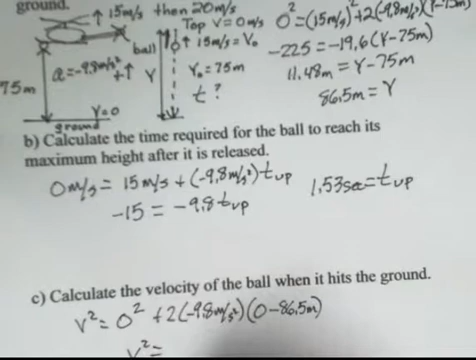 ground.
↑ 15m/s then 20m/s
Top V=0m/s
ball ↑ 15m/s = V₀
a=-9.8m/s² +↑ Y
Y₀=75m
75m
t?
Y=0
ground
0²=(15m/s)²+2(-9.8m/s²)(Y-75m)
-225=-19.6(Y-75m)
11.48m=Y-75m
86.5m=Y
b) Calculate the time required for the ball to reach its
maximum height after it is released.
0m/s = 15m/s + (-9.8m/s²)tup
-15 = -9.8tup
1.53sec=tup
c) Calculate the velocity of the ball when it hits the ground.
V²=0²+2(-9.8m/s²)(0-86.5m)
V²=